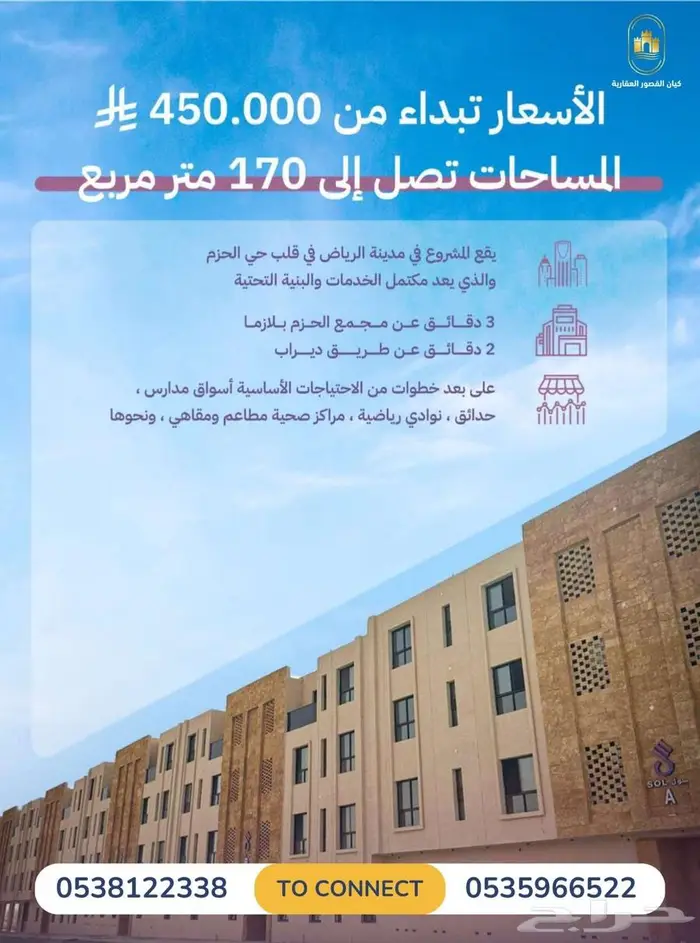 كيان القصور العقارية
الأسعار تبداء من 450.000 ⃁
المساحات تصل إلى 170 متر مربع
يقع المشروع في مدينة الرياض في قلب حي الحزم
والذي يعد مكتمل الخدمات والبنية التحتية
3 دقائق عن مجمع الحزم بلازما
2 دقائق عن طريق ديراب
على بعد خطوات من الاحتياجات الأساسية أسواق مدارس ،
حدائق ، نوادي رياضية ، مراكز صحية مطاعم ومقاهي ، ونحوها
سول SOL
A
0538122338
TO CONNECT
0535966522
حراج